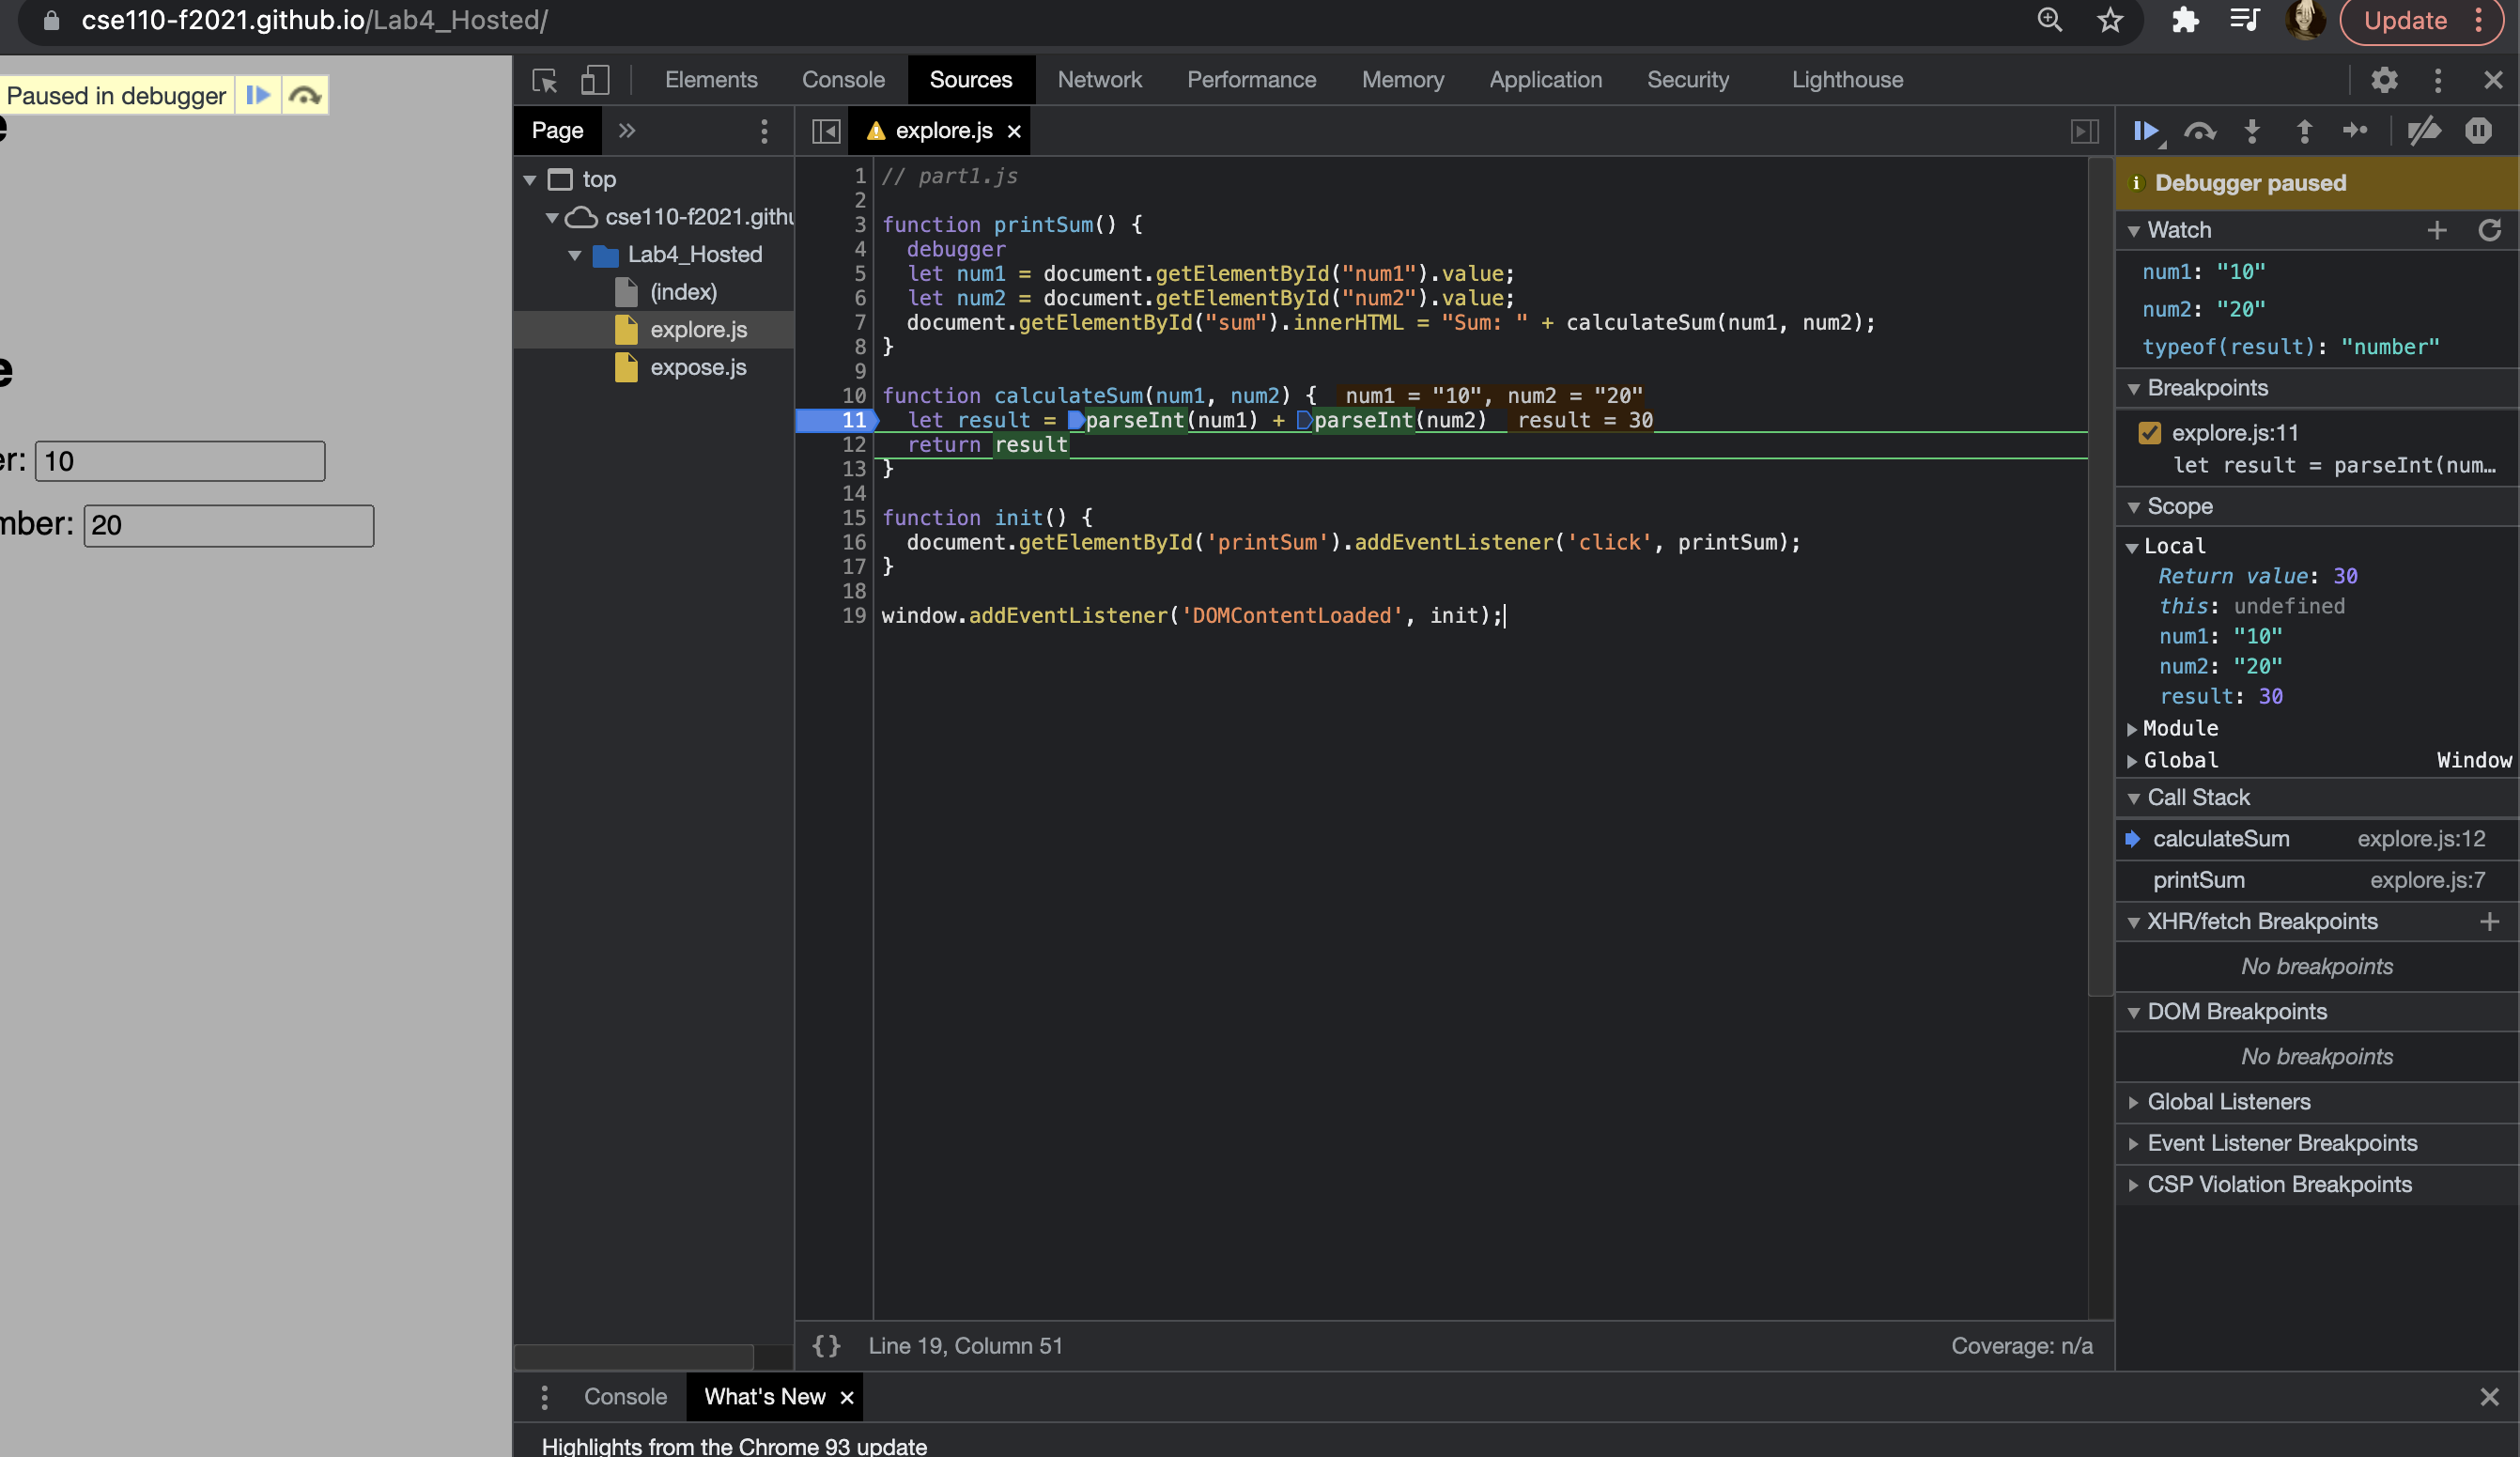 cse110-f2021.github.io/Lab4_Hosted/
Update
Paused in debugger
e
e
er: 10
mber: 20
Elements Console Sources Network Performance Memory Application Security Lighthouse
Page
explore.js
top
cse110-f2021.githu
Lab4_Hosted
(index)
explore.js
expose.js
1 // part1.js
2
3 function printSum() {
4 debugger
5 let num1 = document.getElementById("num1").value;
6 let num2 = document.getElementById("num2").value;
7 document.getElementById("sum").innerHTML = "Sum: " + calculateSum(num1, num2);
8 }
9
10 function calculateSum(num1, num2) { num1 = "10", num2 = "20"
11 let result = parseInt(num1) + parseInt(num2) result = 30
12 return result
13 }
14
15 function init() {
16 document.getElementById('printSum').addEventListener('click', printSum);
17 }
18
19 window.addEventListener('DOMContentLoaded', init);
{} Line 19, Column 51
Coverage: n/a
Debugger paused
Watch
num1: "10"
num2: "20"
typeof(result): "number"
Breakpoints
explore.js:11
let result = parseInt(num…
Scope
Local
Return value: 30
this: undefined
num1: "10"
num2: "20"
result: 30
Module
Global Window
Call Stack
calculateSum explore.js:12
printSum explore.js:7
XHR/fetch Breakpoints
No breakpoints
DOM Breakpoints
No breakpoints
Global Listeners
Event Listener Breakpoints
CSP Violation Breakpoints
Console What's New
Highlights from the Chrome 93 update